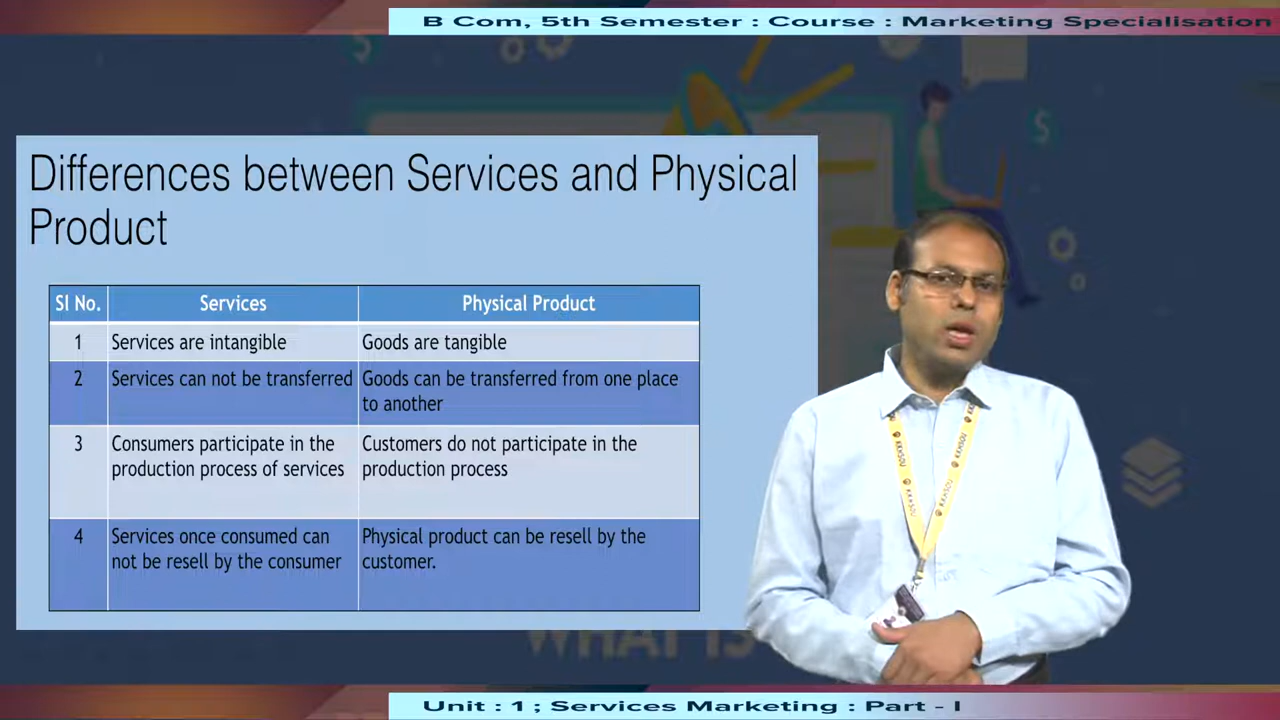 B Com, 5th Semester : Course : Marketing Specialisation
Differences between Services and Physical
Product
Sl No.
Services
Physical Product
1
Services are intangible
Goods are tangible
2
Services can not be transferred
Goods can be transferred from one place
to another
3
Consumers participate in the
production process of services
Customers do not participate in the
production process
4
Services once consumed can
not be resell by the consumer
Physical product can be resell by the
customer.
KKHSOU
KKHSOU
WHAT IS
Unit : 1 ; Services Marketing : Part - I